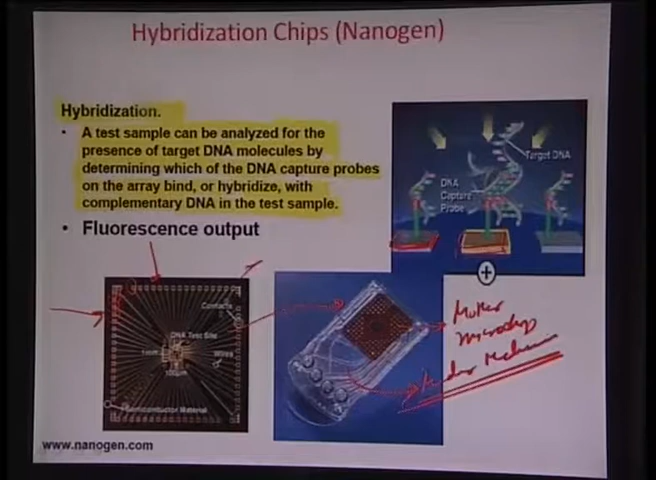 Hybridization Chips (Nanogen)
Hybridization.
• A test sample can be analyzed for the
presence of target DNA molecules by
determining which of the DNA capture probes
on the array bind, or hybridize, with
complementary DNA in the test sample.
• Fluorescence output
Target DNA
DNA
Capture
Probe
+
Contacts
DNA Test Site
1mm
Wires
Semiconductor Material
www.nanogen.com